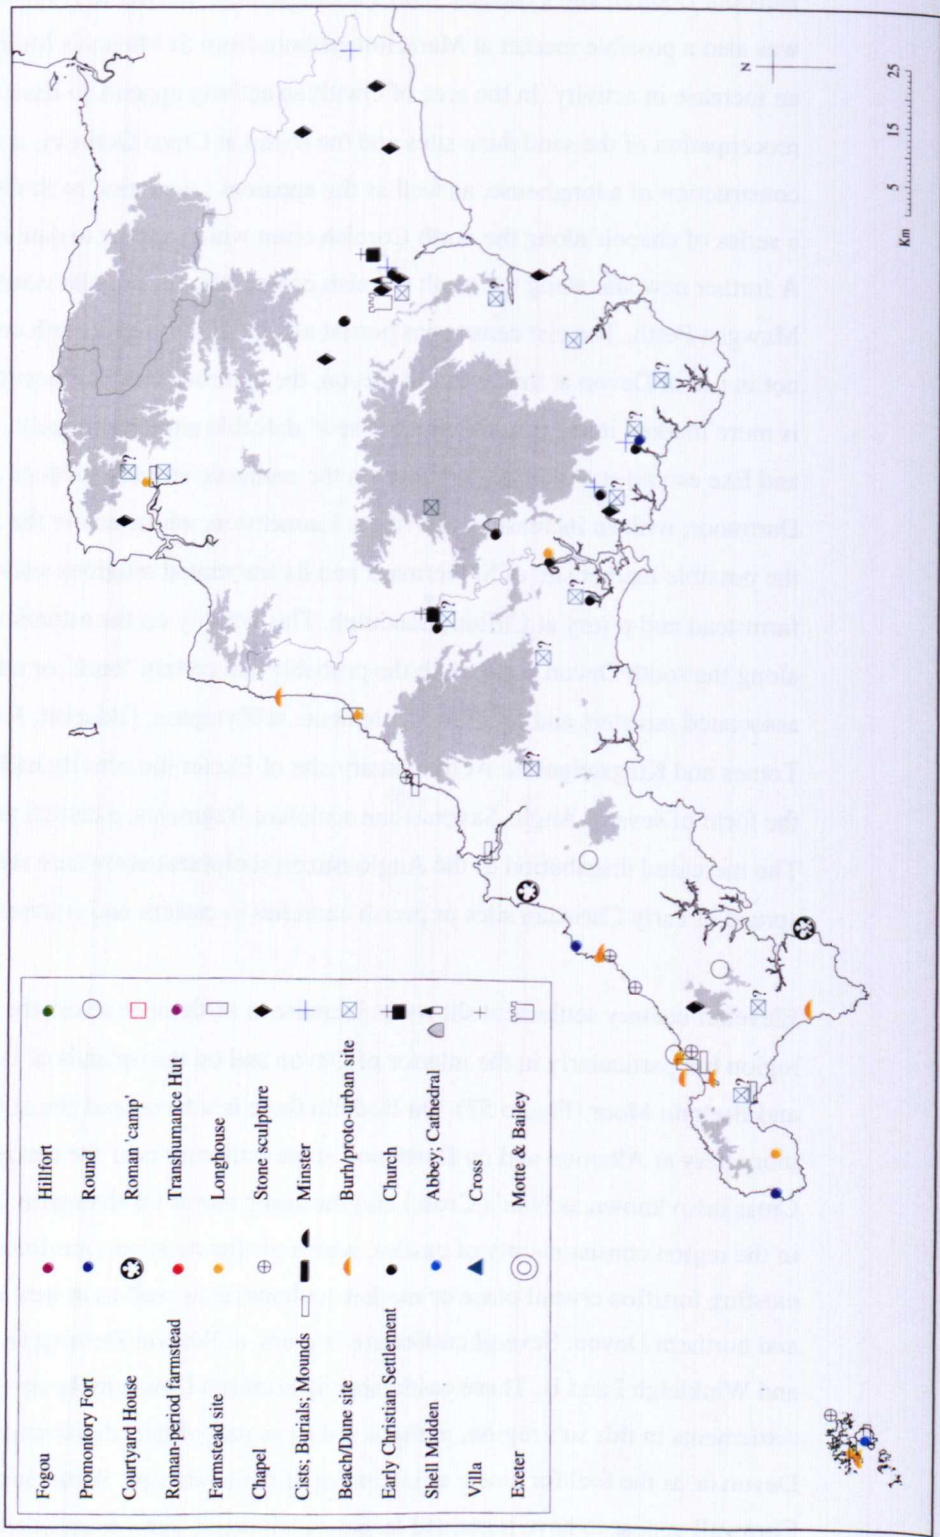 Fogou
Promontory Fort
Courtyard House
Roman-period farmstead
Farmstead site
Chapel
Cists; Burials; Mounds
Beach/Dune site
Early Christian Settlement
Shell Midden
Villa
Exeter
Hillfort
Round
Roman 'camp'
Transhumance Hut
Longhouse
Stone sculpture
Minster
Burh/proto-urban site
Church
Abbey; Cathedral
Cross
Motte & Bailey
?
?
?
?
?
?
?
?
?
?
N
Km
5 15 25